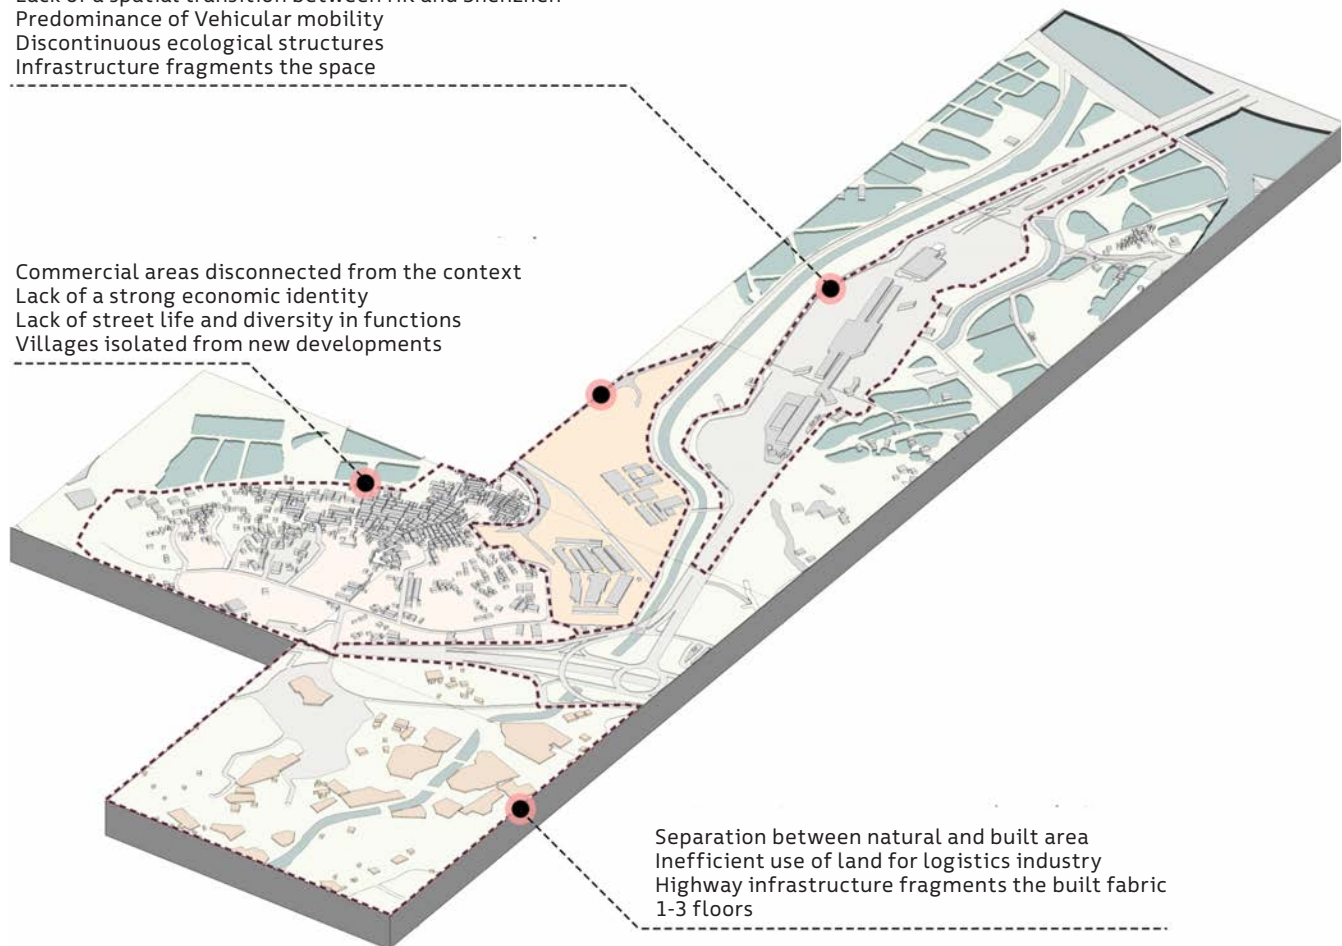 Lack of a spatial transition between HK and Shenzhen
Predominance of Vehicular mobility
Discontinuous ecological structures
Infrastructure fragments the space
Commercial areas disconnected from the context
Lack of a strong economic identity
Lack of street life and diversity in functions
Villages isolated from new developments
Separation between natural and built area
Inefficient use of land for logistics industry
Highway infrastructure fragments the built fabric
1-3 floors